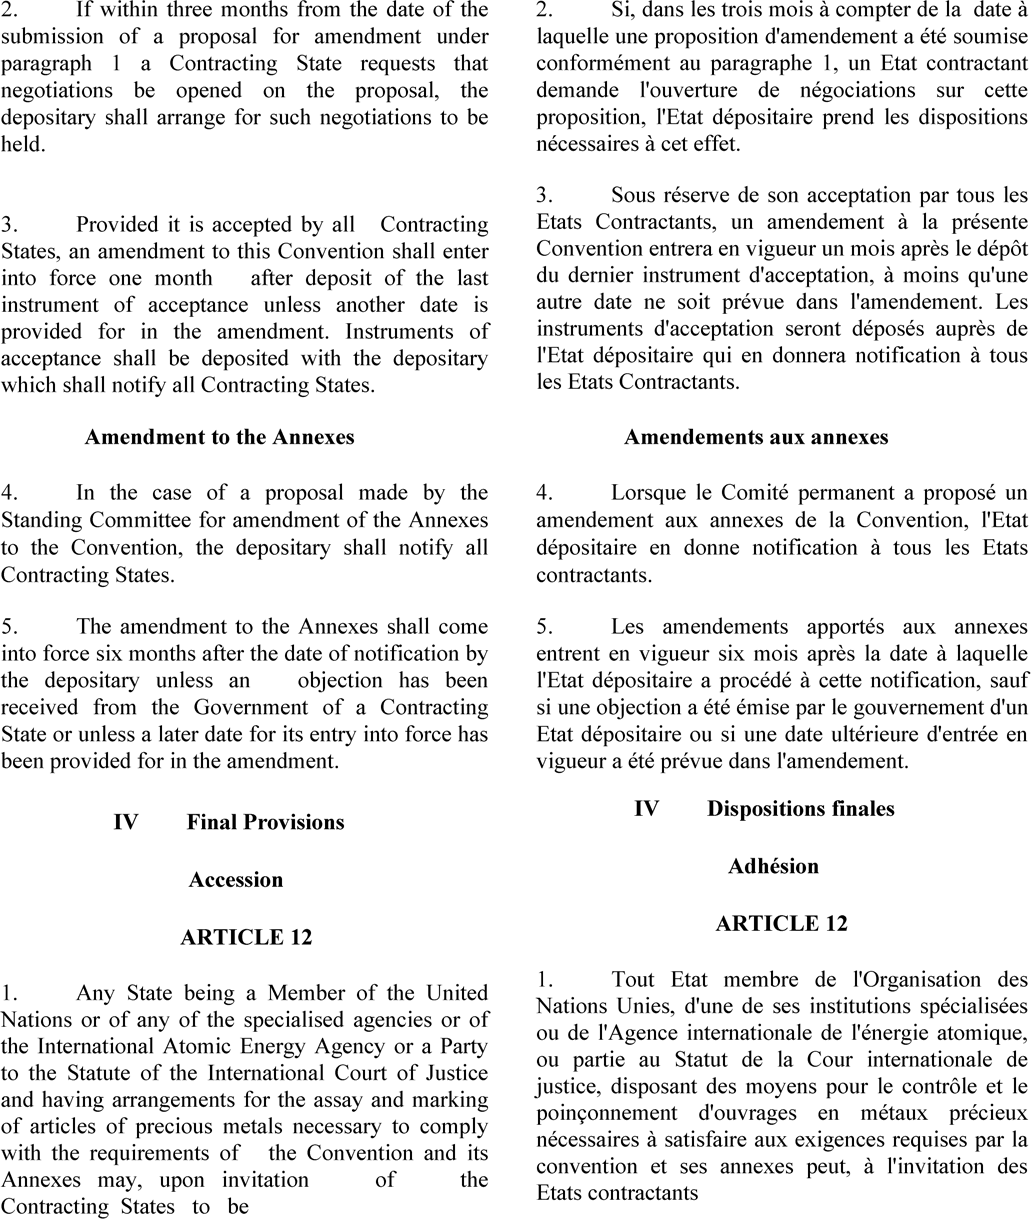 2. If within three months from the date of the
submission of a proposal for amendment under
paragraph 1 a Contracting State requests that
negotiations be opened on the proposal, the
depositary shall arrange for such negotiations to be
held.
3. Provided it is accepted by all Contracting
States, an amendment to this Convention shall enter
into force one month after deposit of the last
instrument of acceptance unless another date is
provided for in the amendment. Instruments of
acceptance shall be deposited with the depositary
which shall notify all Contracting States.
Amendment to the Annexes
4. In the case of a proposal made by the
Standing Committee for amendment of the Annexes
to the Convention, the depositary shall notify all
Contracting States.
5. The amendment to the Annexes shall come
into force six months after the date of notification by
the depositary unless an objection has been
received from the Government of a Contracting
State or unless a later date for its entry into force has
been provided for in the amendment.
IV Final Provisions
Accession
ARTICLE 12
1. Any State being a Member of the United
Nations or of any of the specialised agencies or of
the International Atomic Energy Agency or a Party
to the Statute of the International Court of Justice
and having arrangements for the assay and marking
of articles of precious metals necessary to comply
with the requirements of the Convention and its
Annexes may, upon invitation of the
Contracting States to be
2. Si, dans les trois mois à compter de la date à
laquelle une proposition d'amendement a été soumise
conformément au paragraphe 1, un Etat contractant
demande l'ouverture de négociations sur cette
proposition, l'Etat dépositaire prend les dispositions
nécessaires à cet effet.
3. Sous réserve de son acceptation par tous les
Etats Contractants, un amendement à la présente
Convention entrera en vigueur un mois après le dépôt
du dernier instrument d'acceptation, à moins qu'une
autre date ne soit prévue dans l'amendement. Les
instruments d'acceptation seront déposés auprès de
l'Etat dépositaire qui en donnera notification à tous
les Etats Contractants.
Amendements aux annexes
4. Lorsque le Comité permanent a proposé un
amendement aux annexes de la Convention, l'Etat
dépositaire en donne notification à tous les Etats
contractants.
5. Les amendements apportés aux annexes
entrent en vigueur six mois après la date à laquelle
l'Etat dépositaire a procédé à cette notification, sauf
si une objection a été émise par le gouvernement d'un
Etat dépositaire ou si une date ultérieure d'entrée en
vigueur a été prévue dans l'amendement.
IV Dispositions finales
Adhésion
ARTICLE 12
1. Tout Etat membre de l'Organisation des
Nations Unies, d'une de ses institutions spécialisées
ou de l'Agence internationale de l'énergie atomique,
ou partie au Statut de la Cour internationale de
justice, disposant des moyens pour le contrôle et le
poinçonnement d'ouvrages en métaux précieux
nécessaires à satisfaire aux exigences requises par la
convention et ses annexes peut, à l'invitation des
Etats contractants